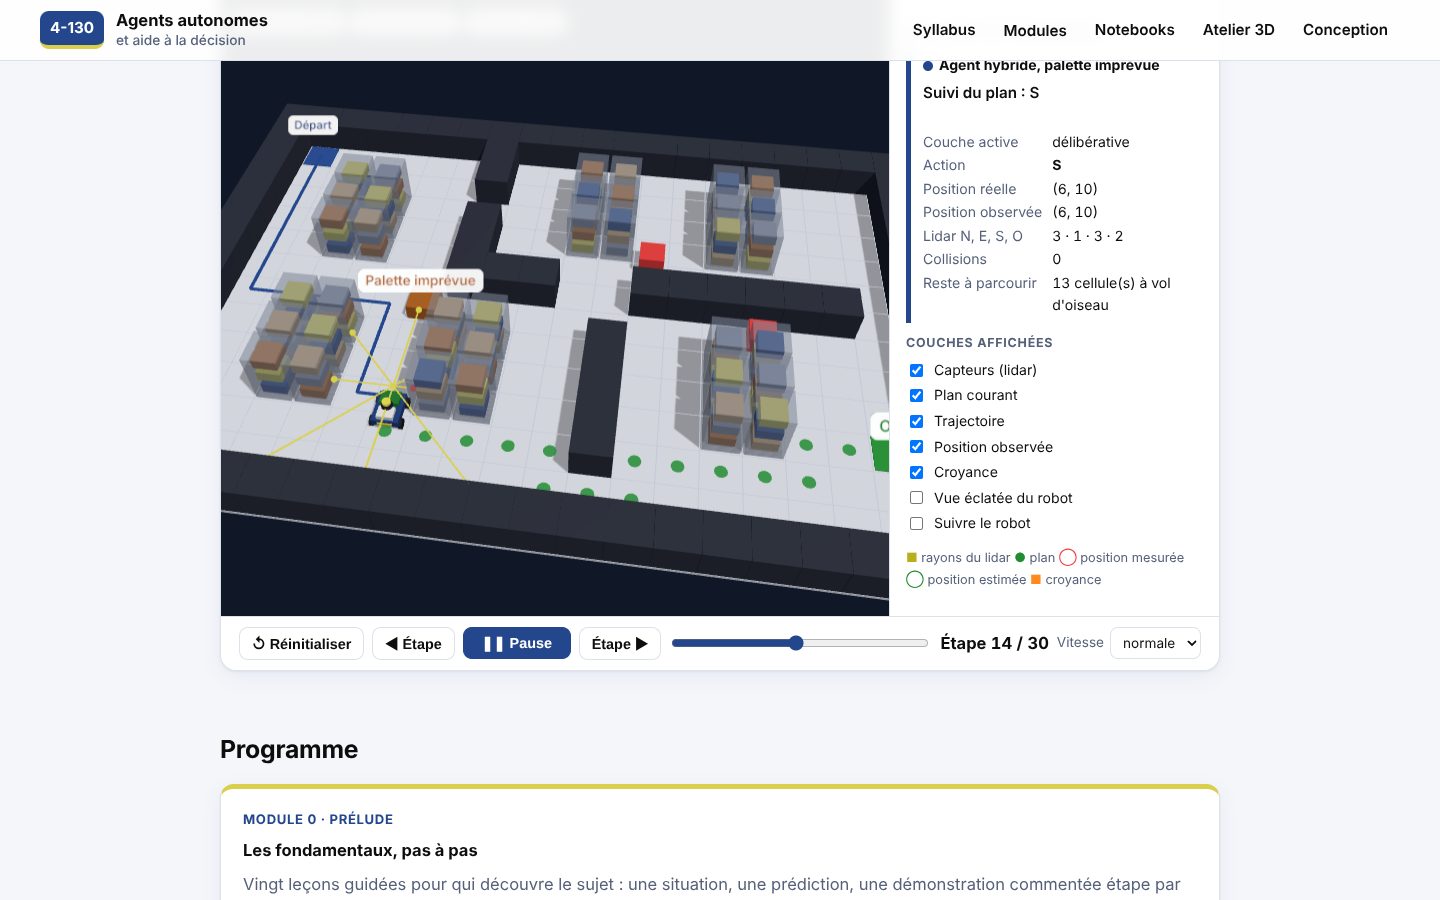 4-130
Agents autonomes
et aide à la décision
Syllabus
Modules
Notebooks
Atelier 3D
Conception
Départ
Palette imprévue
Agent hybride, palette imprévue
Suivi du plan : S
Couche active délibérative
Action S
Position réelle (6, 10)
Position observée (6, 10)
Lidar N, E, S, O 3 · 1 · 3 · 2
Collisions 0
Reste à parcourir 13 cellule(s) à vol
d'oiseau
COUCHES AFFICHÉES
Capteurs (lidar)
Plan courant
Trajectoire
Position observée
Croyance
Vue éclatée du robot
Suivre le robot
rayons du lidar plan position mesurée
position estimée croyance
↺ Réinitialiser
◀ Étape
❚❚ Pause
Étape ▶
Étape 14 / 30
Vitesse
normale
Programme
MODULE 0 · PRÉLUDE
Les fondamentaux, pas à pas
Vingt leçons guidées pour qui découvre le sujet : une situation, une prédiction, une démonstration commentée étape par